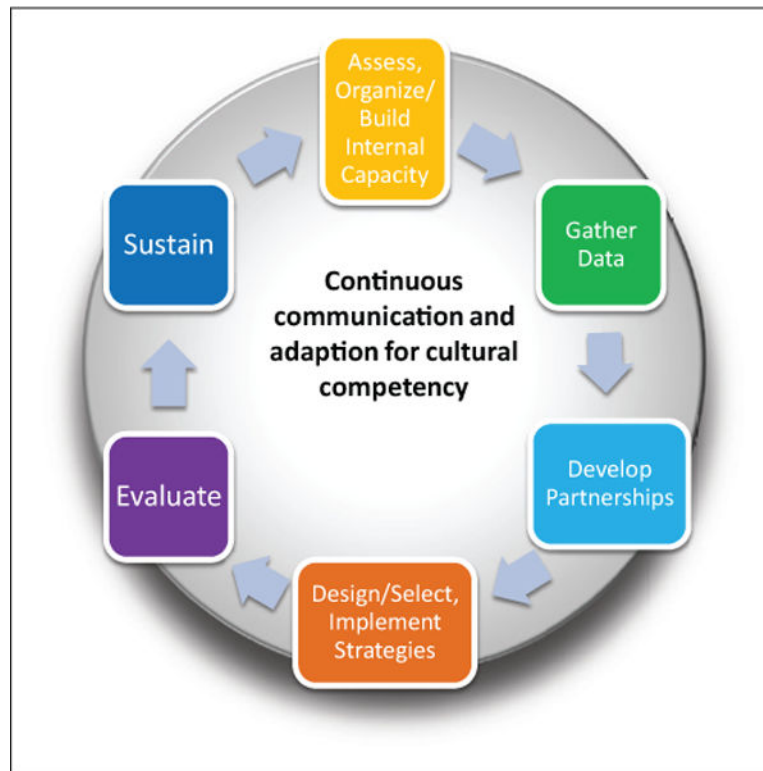 Assess,
Organize/
Build
Internal
Capacity
Gather
Data
Develop
Partnerships
Design/Select,
Implement
Strategies
Evaluate
Sustain
Continuous
communication and
adaption for cultural
competency